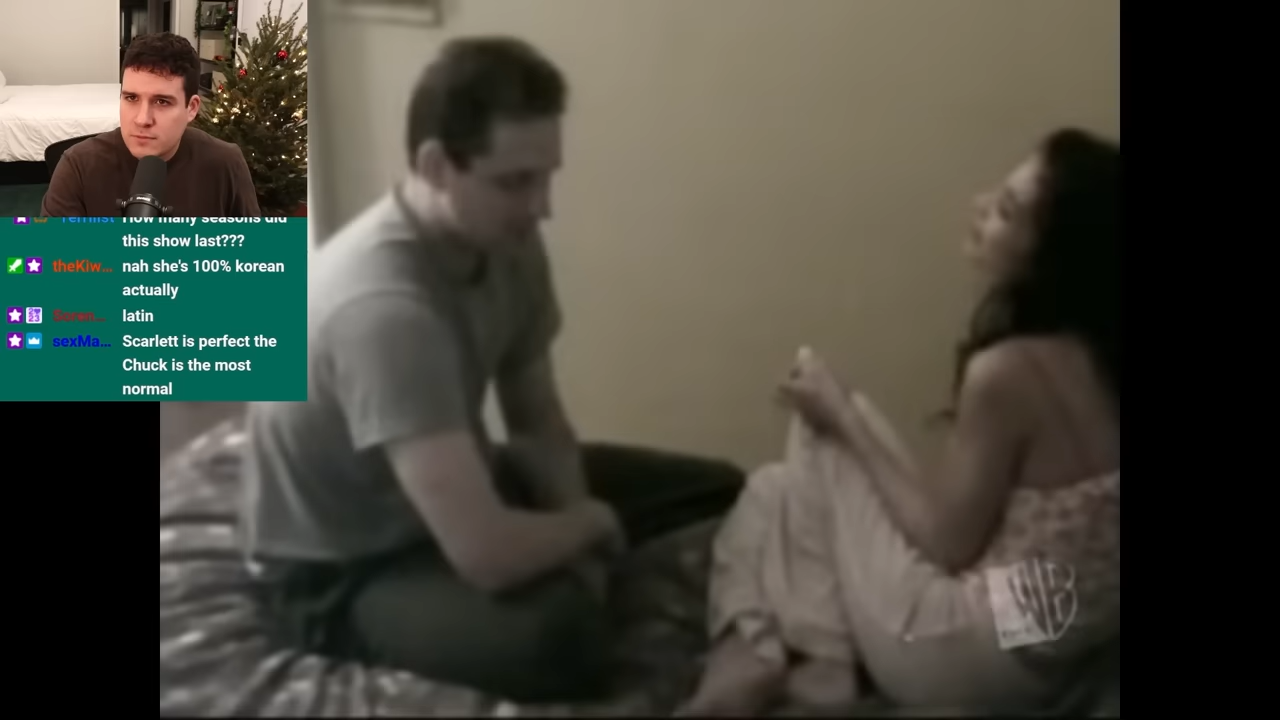 How many seasons did
this show last???
theKiw... nah she's 100% korean
actually
latin
sexMa... Scarlett is perfect the
Chuck is the most
normal
WB